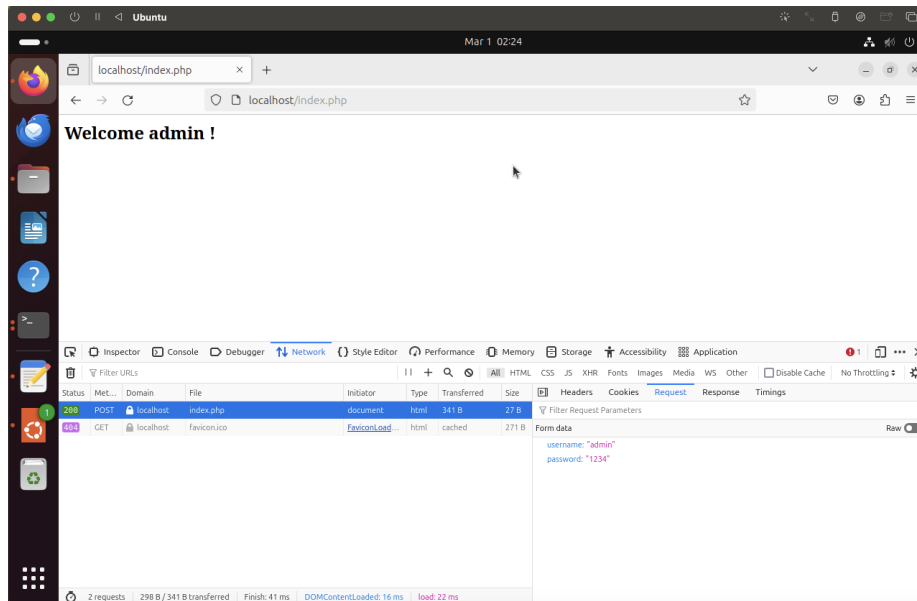 Ubuntu
Mar 1 02:24
localhost/index.php
localhost/index.php
Welcome admin !
Inspector Console Debugger Network Style Editor Performance Memory Storage Accessibility Application 1
Filter URLs All HTML CSS JS XHR Fonts Images Media WS Other Disable Cache No Throttling
Status Met... Domain File Initiator Type Transferred Size Headers Cookies Request Response Timings
200 POST localhost index.php document html 341 B 27 B Filter Request Parameters
404 GET localhost favicon.ico FaviconLoad... html cached 271 B Form data Raw
username: "admin"
password: "1234"
1
2 requests 298 B / 341 B transferred Finish: 41 ms DOMContentLoaded: 16 ms load: 22 ms